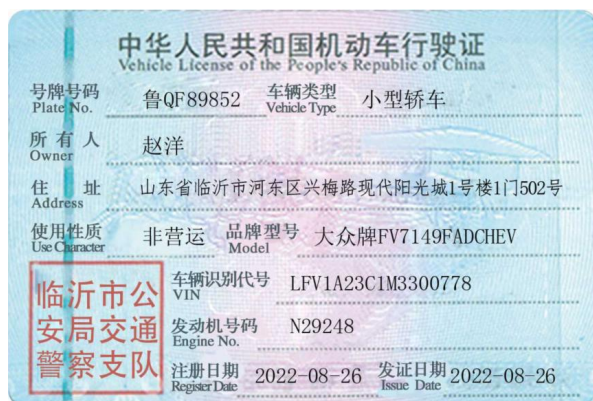 中华人民共和国机动车行驶证
Vehicle License of the People's Republic of China
号牌号码 鲁QF89852 车辆类型 小型轿车
Plate No. Vehicle Type
所有人 赵洋
Owner
住址 山东省临沂市河东区兴梅路现代阳光城1号楼1门502号
Address
使用性质 非营运 品牌型号 大众牌FV7149FADCHEV
Use Character Model
车辆识别代号 LFV1A23C1M3300778
VIN
发动机号码 N29248
Engine No.
注册日期 2022-08-26 发证日期 2022-08-26
Register Date Issue Date
临沂市公
安局交通
警察支队